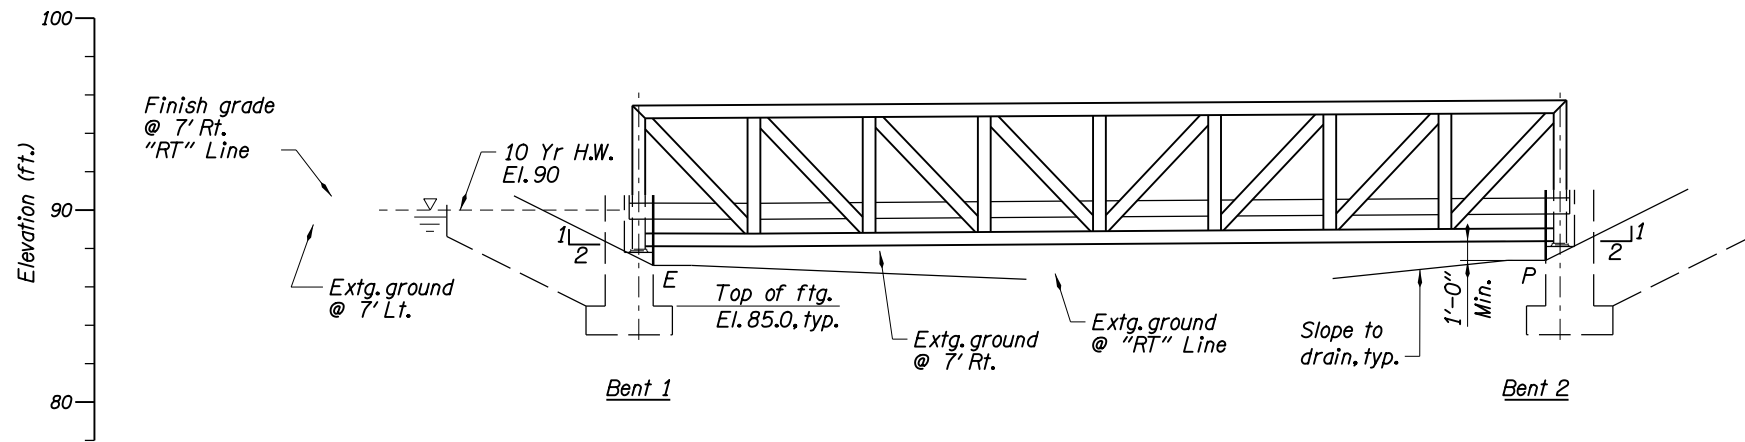 100
90
80
Elevation (ft.)
Finish grade
@ 7' Rt.
"RT" Line
10 Yr H.W.
El. 90
Extg. ground
@ 7' Lt.
1
2
E
Top of ftg.
El. 85.0, typ.
Extg. ground
@ 7' Rt.
Extg. ground
@ "RT" Line
Slope to
drain, typ.
1'-0"
Min.
P
1
2
Bent 1
Bent 2